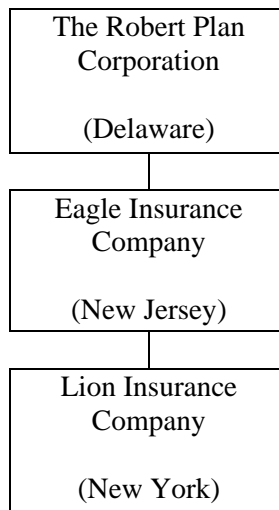 The Robert Plan
Corporation
(Delaware)
Eagle Insurance
Company
(New Jersey)
Lion Insurance
Company
(New York)